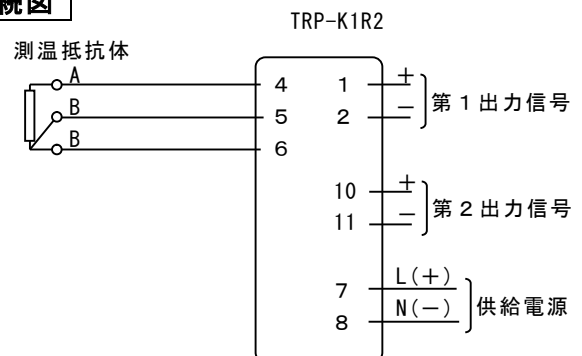 続図
TRP-K1R2
測温抵抗体
A 4 1 +
第１出力信号
B 5 2 −
B 6
10 +
第２出力信号
11 −
7 L(+)
供給電源
8 N(−)